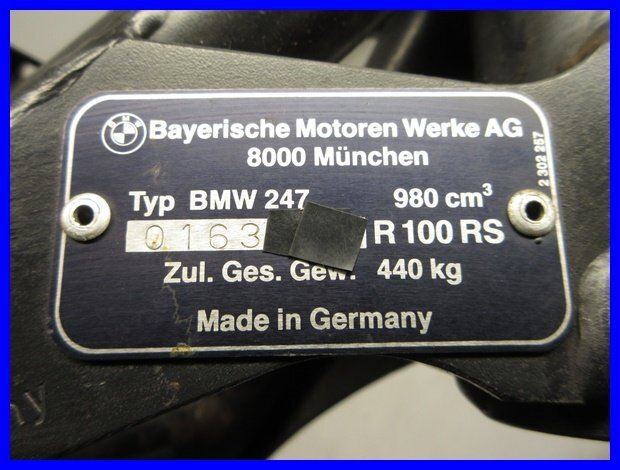 BMW
Bayerische Motoren Werke AG
8000 München
Typ BMW 247 980 cm³
0163 R 100 RS
Zul. Ges. Gew. 440 kg
Made in Germany
2 302 257
ny